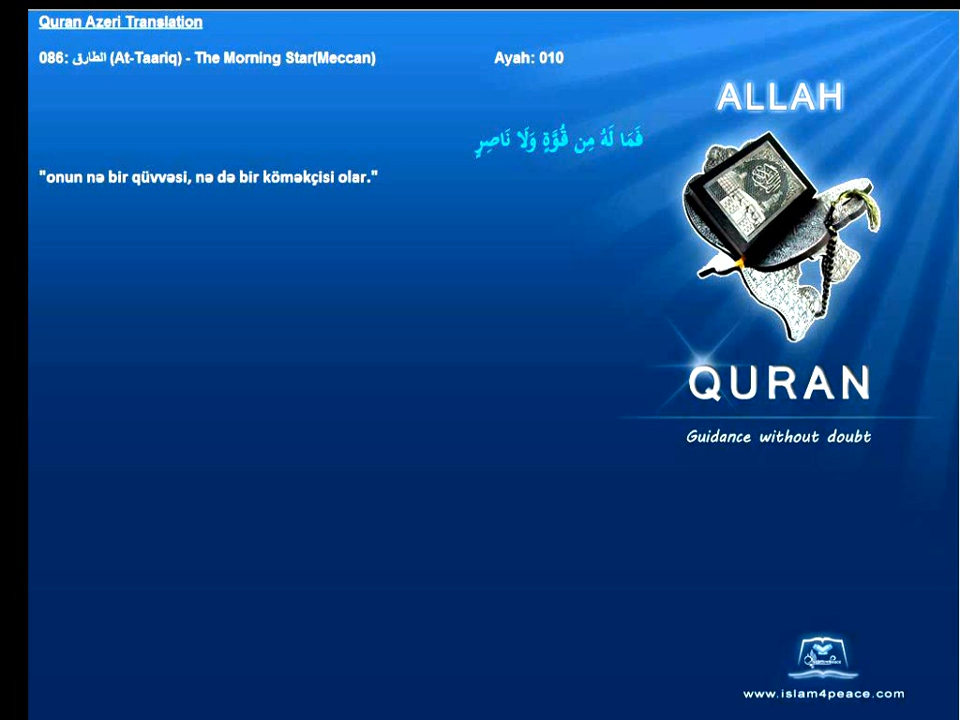 Quran Azeri Translation
086: الطارق (At-Taariq) - The Morning Star(Meccan) Ayah: 010
ALLAH
فَمَا لَهُ مِن قُوَّةٍ وَلَا نَاصِرٍ
"onun nə bir qüvvəsi, nə də bir köməkçisi olar."
QURAN
Guidance without doubt
www.islam4peace.com